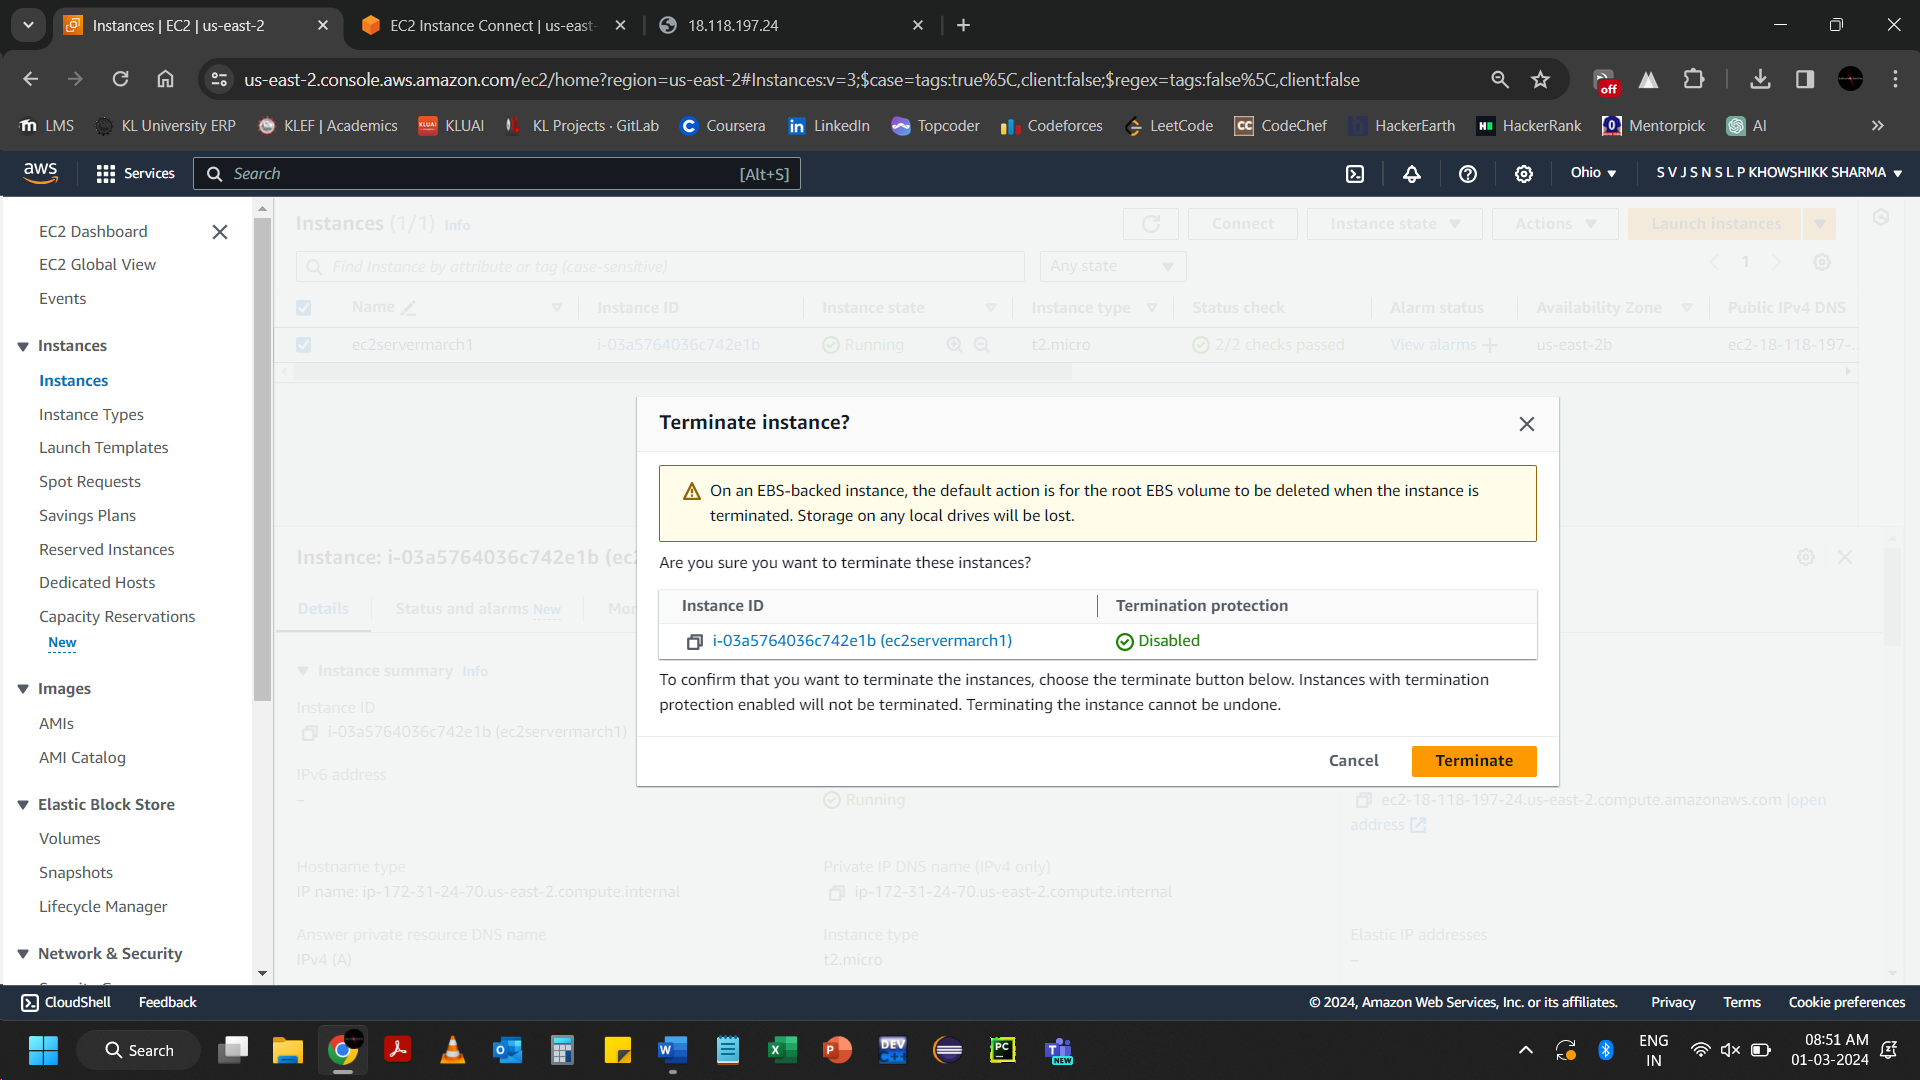 Instances | EC2 | us-east-2
EC2 Instance Connect | us-east-
18.118.197.24
us-east-2.console.aws.amazon.com/ec2/home?region=us-east-2#Instances:v=3;$case=tags:true%5C,client:false;$regex=tags:false%5C,client:false
off
LMS
KL University ERP
KLEF | Academics
KLUAI
KL Projects · GitLab
Coursera
LinkedIn
Topcoder
Codeforces
LeetCode
CodeChef
HackerEarth
HackerRank
Mentorpick
AI
aws
Services
Search
[Alt+S]
Ohio
S V J S N S L P KHOWSHIKK SHARMA
EC2 Dashboard
EC2 Global View
Events
Instances
Instances
Instance Types
Launch Templates
Spot Requests
Savings Plans
Reserved Instances
Dedicated Hosts
Capacity Reservations
New
Images
AMIs
AMI Catalog
Elastic Block Store
Volumes
Snapshots
Lifecycle Manager
Network & Security
Instances (1/1) Info
Connect
Instance state
Actions
Launch instances
Find Instance by attribute or tag (case-sensitive)
Any state
1
Name
Instance ID
Instance state
Instance type
Status check
Alarm status
Availability Zone
Public IPv4 DNS
ec2servermarch1
i-03a5764036c742e1b
Running
t2.micro
2/2 checks passed
View alarms
us-east-2b
ec2-18-118-197-...
Terminate instance?
On an EBS-backed instance, the default action is for the root EBS volume to be deleted when the instance is
terminated. Storage on any local drives will be lost.
Are you sure you want to terminate these instances?
Instance ID
Termination protection
i-03a5764036c742e1b (ec2servermarch1)
Disabled
To confirm that you want to terminate the instances, choose the terminate button below. Instances with termination
protection enabled will not be terminated. Terminating the instance cannot be undone.
Cancel
Terminate
Instance: i-03a5764036c742e1b (ec2
Details
Status and alarms New
Mor
Instance summary Info
Instance ID
i-03a5764036c742e1b (ec2servermarch1)
IPv6 address
–
Running
ec2-18-118-197-24.us-east-2.compute.amazonaws.com |open
address
Hostname type
IP name: ip-172-31-24-70.us-east-2.compute.internal
Private IP DNS name (IPv4 only)
ip-172-31-24-70.us-east-2.compute.internal
Answer private resource DNS name
IPv4 (A)
Instance type
t2.micro
Elastic IP addresses
–
CloudShell
Feedback
© 2024, Amazon Web Services, Inc. or its affiliates.
Privacy
Terms
Cookie preferences
Search
ENG
IN
08:51 AM
01-03-2024